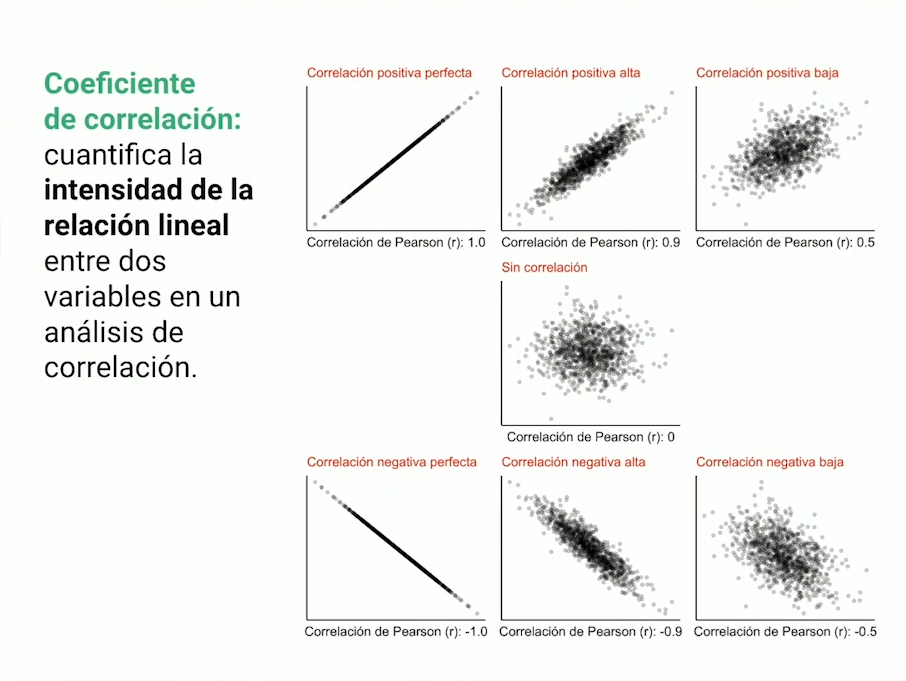 Coeficiente
de correlación:
cuantifica la
intensidad de la
relación lineal
entre dos
variables en un
análisis de
correlación.
Correlación positiva perfecta
Correlación de Pearson (r): 1.0
Correlación positiva alta
Correlación de Pearson (r): 0.9
Correlación positiva baja
Correlación de Pearson (r): 0.5
Sin correlación
Correlación de Pearson (r): 0
Correlación negativa perfecta
Correlación de Pearson (r): -1.0
Correlación negativa alta
Correlación de Pearson (r): -0.9
Correlación negativa baja
Correlación de Pearson (r): -0.5